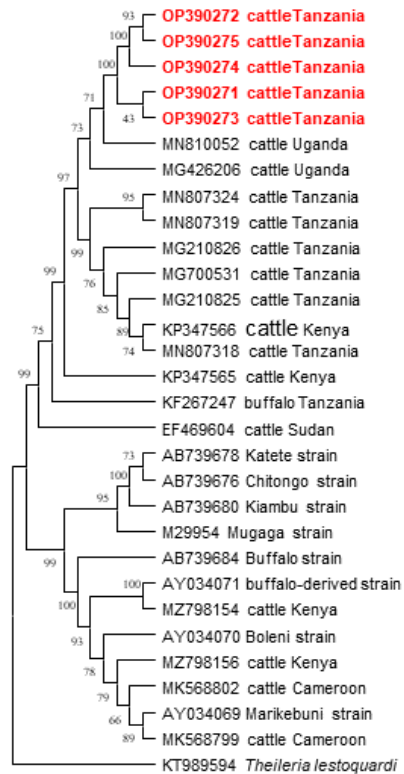 93
OP390272 cattleTanzania
100
OP390275 cattleTanzania
100
OP390274 cattleTanzania
71
OP390271 cattleTanzania
43
OP390273 cattleTanzania
73
MN810052 cattle Uganda
97
MG426206 cattle Uganda
95
MN807324 cattle Tanzania
MN807319 cattle Tanzania
99
MG210826 cattle Tanzania
99
76
MG700531 cattle Tanzania
85
MG210825 cattle Tanzania
75
89
KP347566 cattle Kenya
74
MN807318 cattle Tanzania
99
KP347565 cattle Kenya
KF267247 buffalo Tanzania
EF469604 cattle Sudan
73
AB739678 Katete strain
100
AB739676 Chitongo strain
95
AB739680 Kiambu strain
M29954 Mugaga strain
99
AB739684 Buffalo strain
100
AY034071 buffalo-derived strain
100
MZ798154 cattle Kenya
93
AY034070 Boleni strain
78
MZ798156 cattle Kenya
79
MK568802 cattle Cameroon
66
AY034069 Marikebuni strain
89
MK568799 cattle Cameroon
KT989594 Theileria lestoquardi